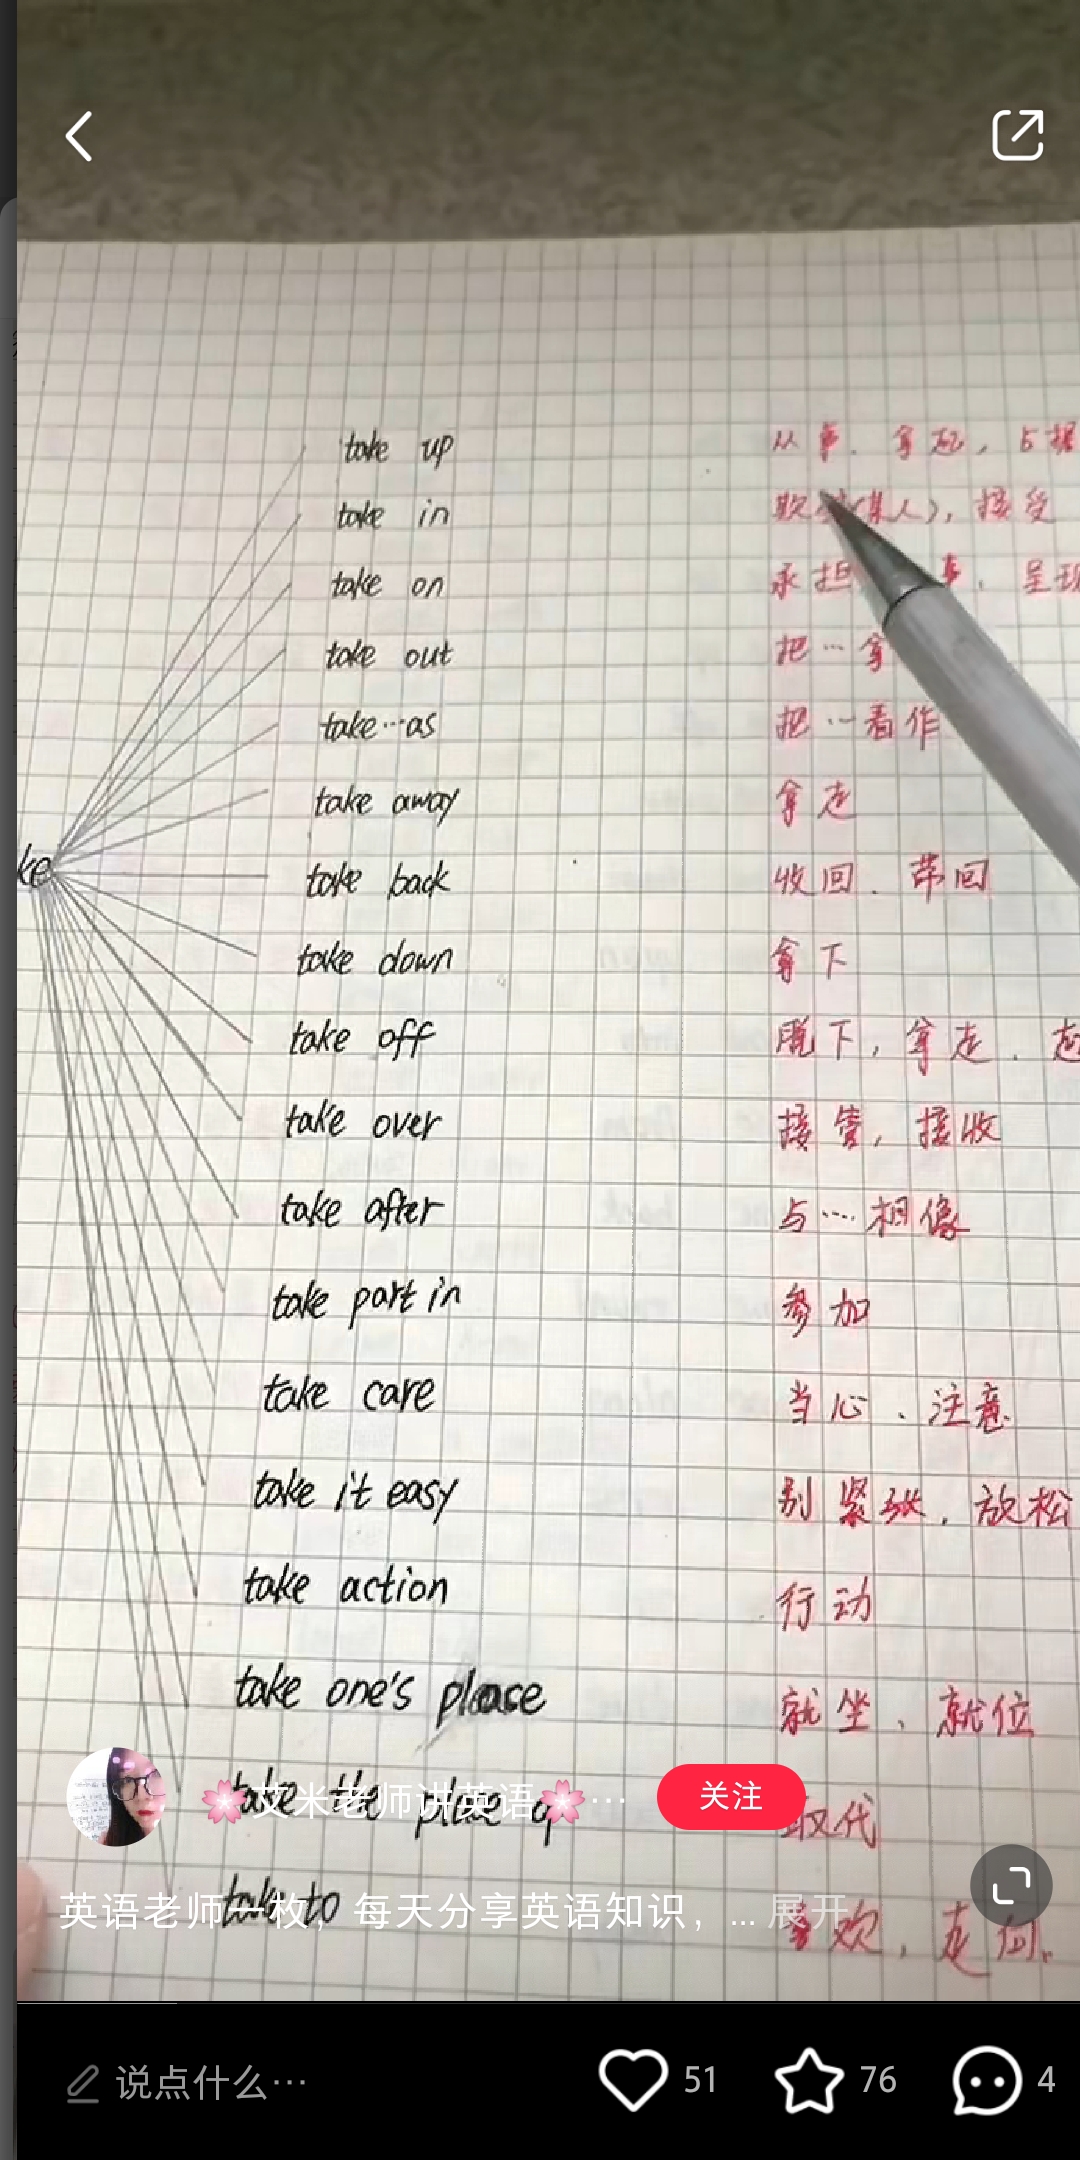 take up 从事、拿起，占据
take in 欺骗(某人)，接受
take on 承担 呈现
take out 把…拿
take…as 把…看作
take away 拿走
ke
take back 收回、带回
take down 拿下
take off 脱下，拿走、起
take over 接管，接收
take after 与…相像
take part in 参加
take care 当心、注意
take it easy 别紧张，放松
take action 行动
take one's place 就坐、就位
take the place of 取代
🌸艾米老师讲英语🌸… 关注
take to 喜欢，走向。
英语老师一枚，每天分享英语知识，... 展开
说点什么… 51 76 4